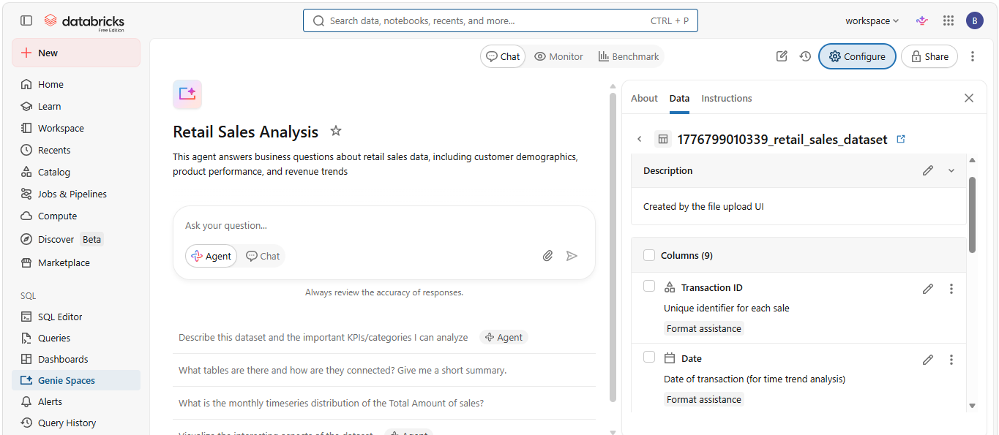 databricks
Free Edition
Search data, notebooks, recents, and more...
CTRL + P
workspace
B
New
Home
Learn
Workspace
Recents
Catalog
Jobs & Pipelines
Compute
Discover Beta
Marketplace
SQL
SQL Editor
Queries
Dashboards
Genie Spaces
Alerts
Query History
Chat
Monitor
Benchmark
Configure
Share
Retail Sales Analysis
This agent answers business questions about retail sales data, including customer demographics,
product performance, and revenue trends
Ask your question...
Agent
Chat
Always review the accuracy of responses.
Describe this dataset and the important KPIs/categories I can analyze
Agent
What tables are there and how are they connected? Give me a short summary.
What is the monthly timeseries distribution of the Total Amount of sales?
Visualize the interesting aspects of the dataset
Agent
About
Data
Instructions
1776799010339_retail_sales_dataset
Description
Created by the file upload UI
Columns (9)
Transaction ID
Unique identifier for each sale
Format assistance
Date
Date of transaction (for time trend analysis)
Format assistance